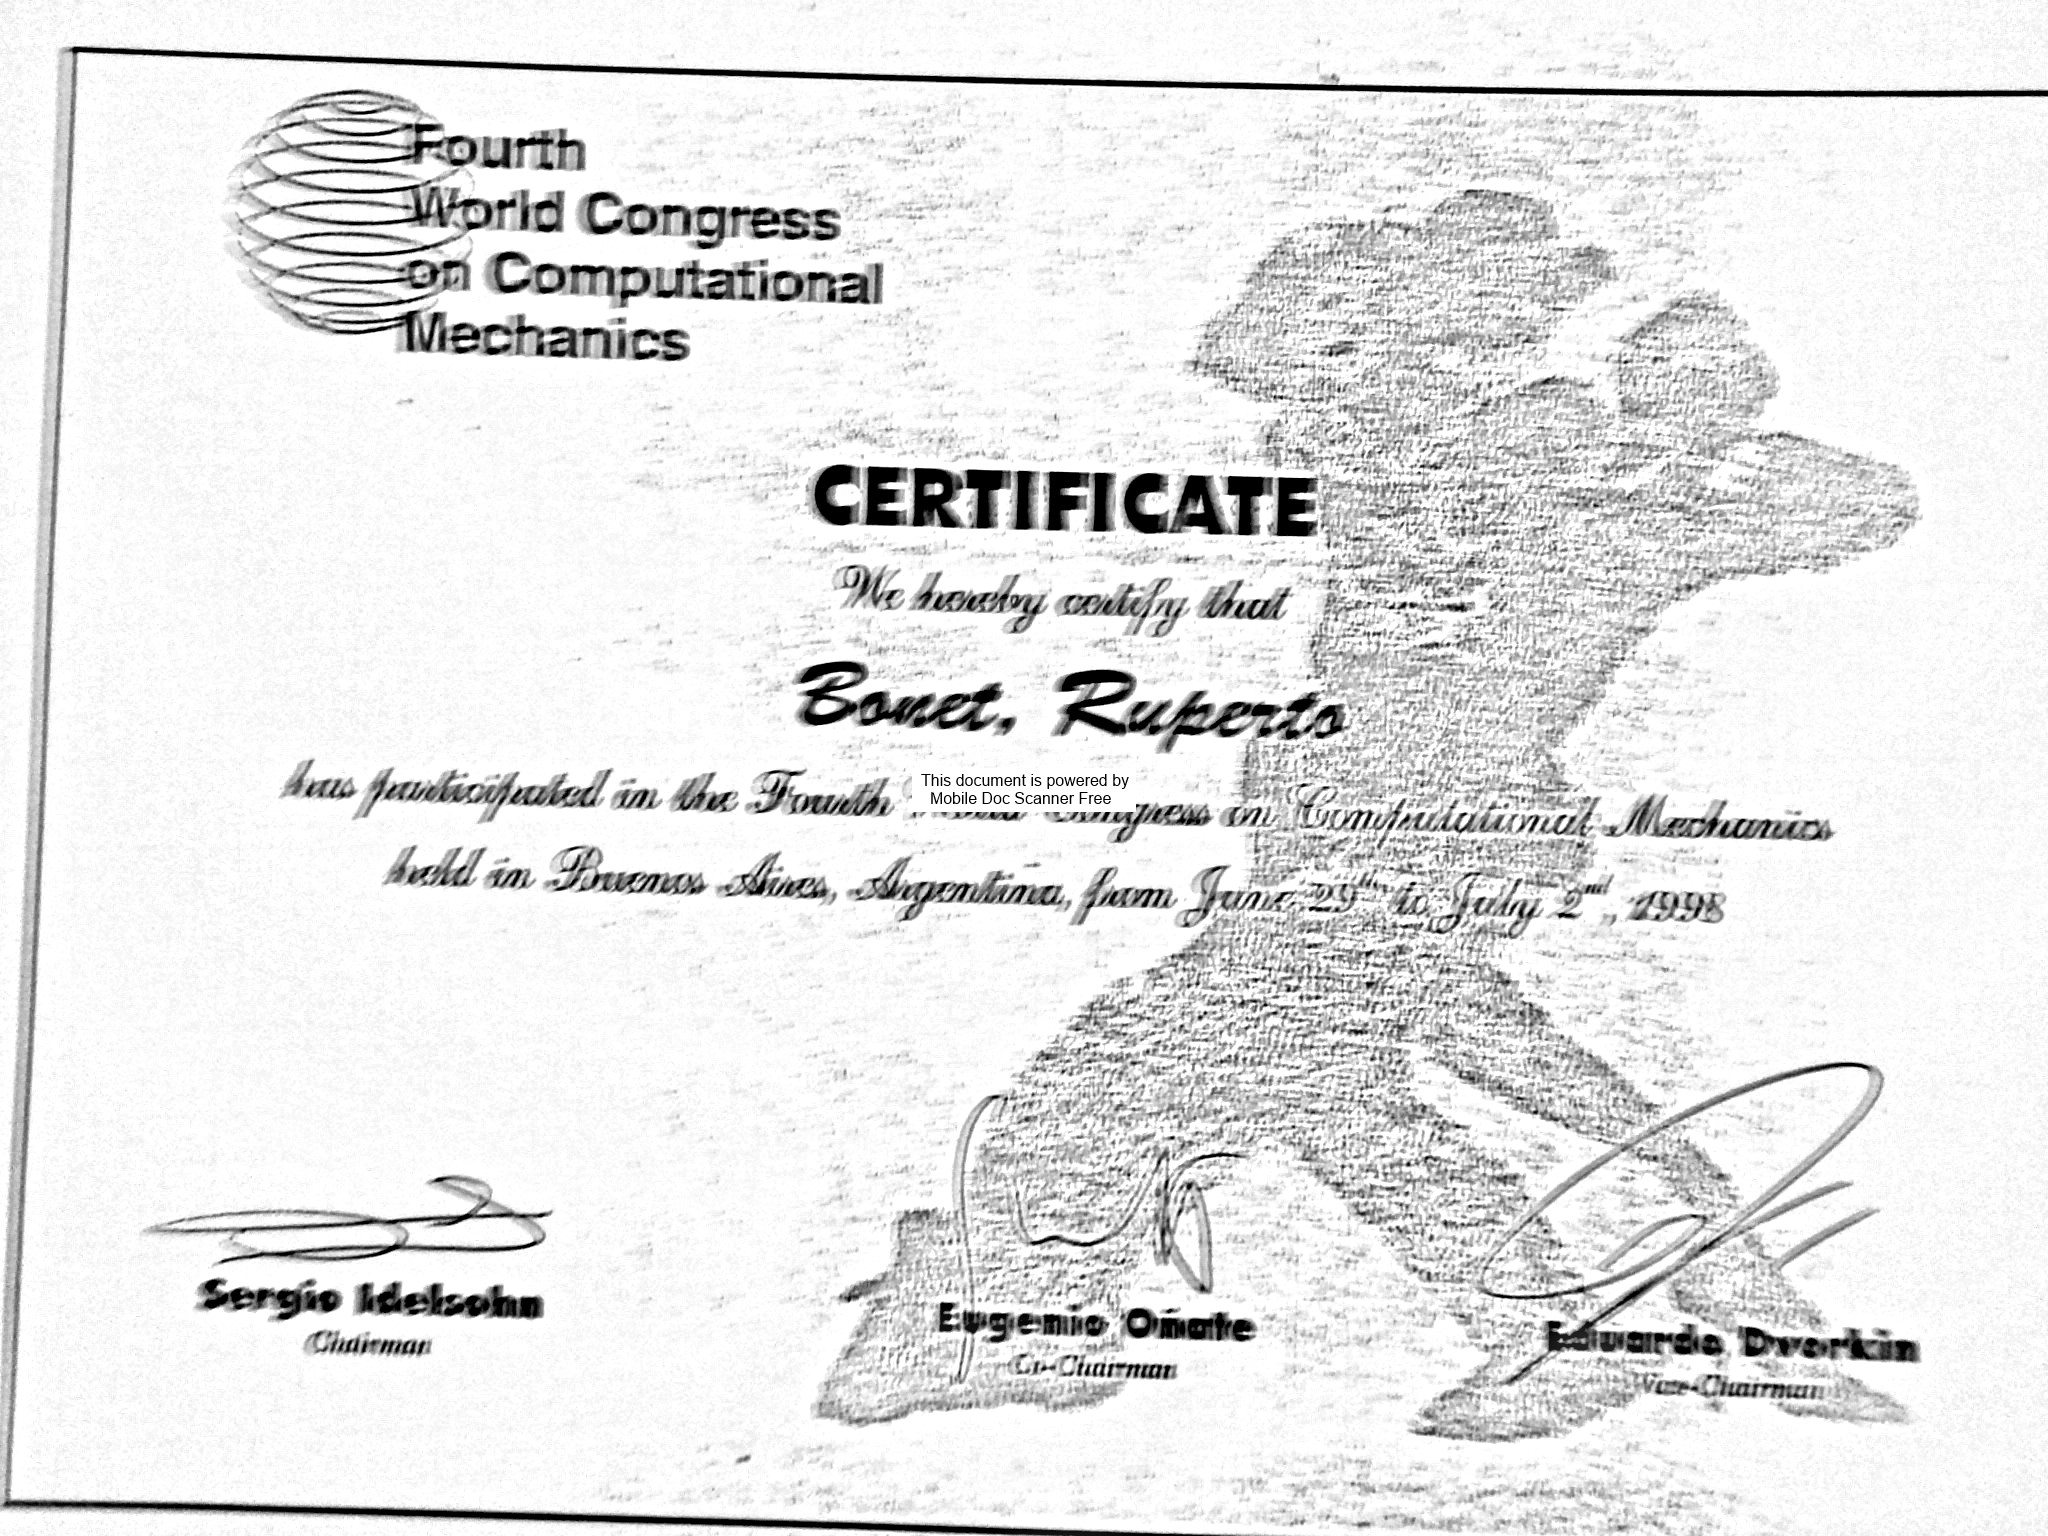 Fourth
World Congress
on Computational
Mechanics
CERTIFICATE
We hereby certify that
Bonet, Ruperto
has participated in the Fourth World Congress on Computational Mechanics
This document is powered by
Mobile Doc Scanner Free
held in Buenos Aires, Argentina, from June 29th to July 2nd, 1998
Sergio Idelsohn
Chairman
Eugenio Oñate
Co-Chairman
Eduardo Dvorkin
Vice-Chairman